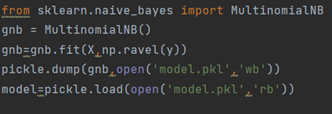 from sklearn.naive_bayes import MultinomialNB
gnb = MultinomialNB()
gnb=gnb.fit(X,np.ravel(y))
pickle.dump(gnb,open('model.pkl','wb'))
model=pickle.load(open('model.pkl','rb'))